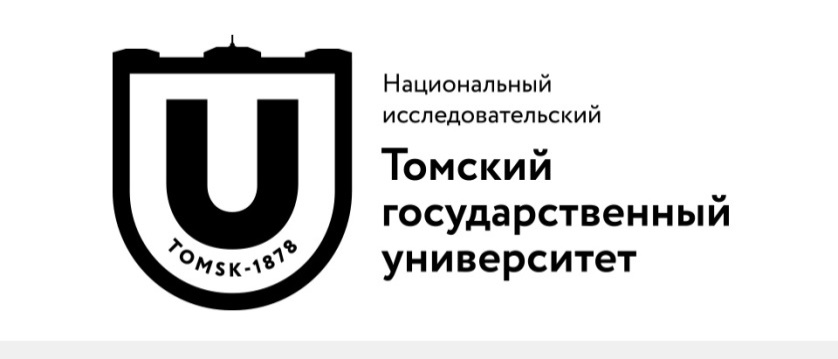 U
TOMSK-1878
Национальный
исследовательский
Томский
государственный
университет